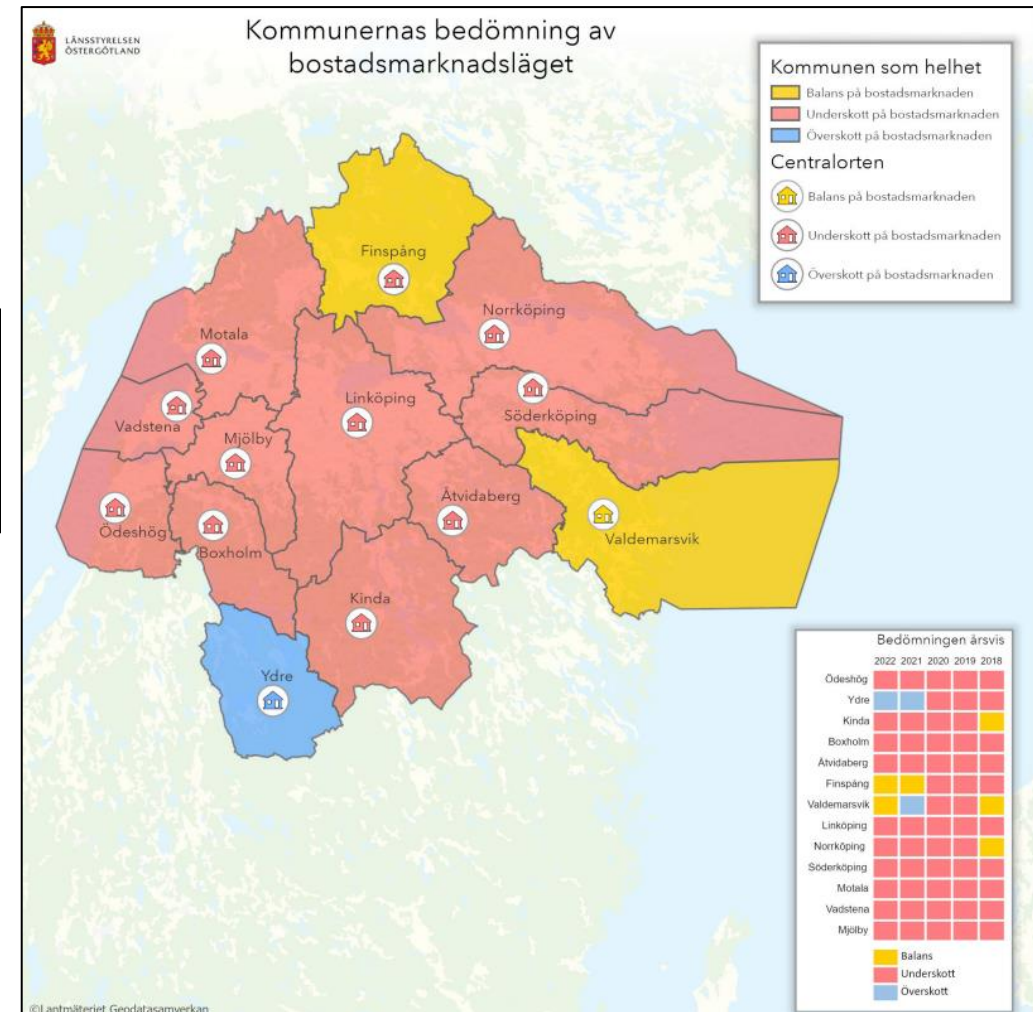 LÄNSSTYRELSEN
ÖSTERGÖTLAND
Kommunernas bedömning av
bostadsmarknadsläget
Kommunen som helhet
Balans på bostadsmarknaden
Underskott på bostadsmarknaden
Överskott på bostadsmarknaden
Centralorten
Balans på bostadsmarknaden
Underskott på bostadsmarknaden
Överskott på bostadsmarknaden
Finspång
Norrköping
Motala
Linköping
Söderköping
Vadstena
Mjölby
Åtvidaberg
Ödeshög
Boxholm
Valdemarsvik
Kinda
Ydre
Bedömningen årsvis
2022 2021 2020 2019 2018
Ödeshög
Ydre
Kinda
Boxholm
Åtvidaberg
Finspång
Valdemarsvik
Linköping
Norrköping
Söderköping
Motala
Vadstena
Mjölby
Balans
Underskott
Överskott
©Lantmäteriet Geodatasamverkan